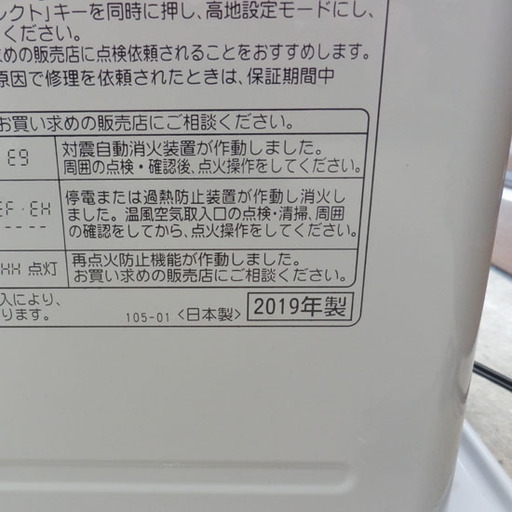 レクト」キーを同時に押し、高地設定モードにし、
ください。
めの販売店に点検依頼されることをおすすめします。
原因で修理を依頼されたときは、保証期間中
お買い求めの販売店にご相談ください。
E9 対震自動消火装置が作動しました。
周囲の点検・確認後、点火操作をしてください。
EF・EH 停電または過熱防止装置が作動し消火し
ました。温風空気取入口の点検・清掃、周囲
----- の確認をしてから、点火操作をしてください。
HH 点灯 再点火防止機能が作動しました。
お買い求めの販売店にご相談ください。
入により、
ります。 105-01 <日本製> 2019年製